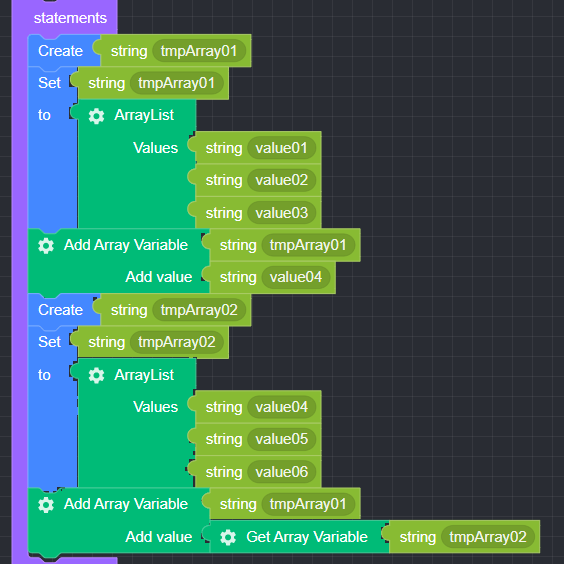 statements
Create string tmpArray01
Set string tmpArray01
to ArrayList
Values string value01
string value02
string value03
Add Array Variable string tmpArray01
Add value string value04
Create string tmpArray02
Set string tmpArray02
to ArrayList
Values string value04
string value05
string value06
Add Array Variable string tmpArray01
Add value Get Array Variable string tmpArray02